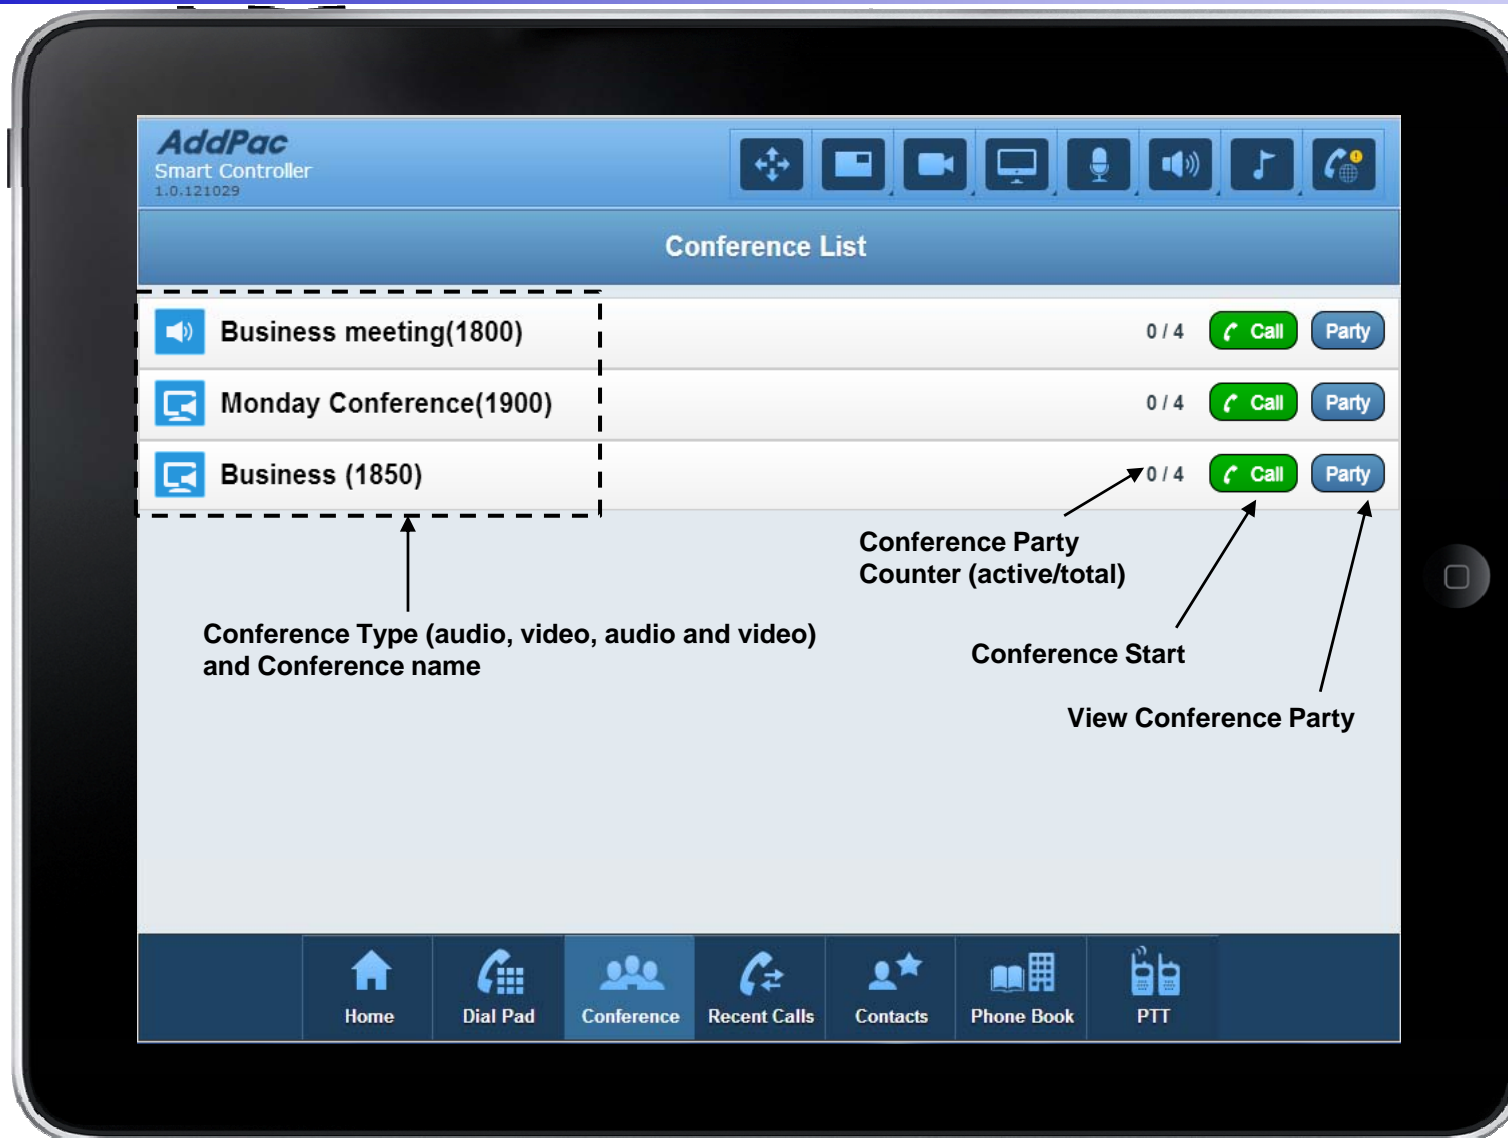 AddPac
Smart Controller
1.0.121029
Conference List
Business meeting(1800)
0 / 4
Call
Party
Monday Conference(1900)
0 / 4
Call
Party
Business (1850)
0 / 4
Call
Party
Conference Party
Counter (active/total)
Conference Type (audio, video, audio and video)
and Conference name
Conference Start
View Conference Party
Home
Dial Pad
Conference
Recent Calls
Contacts
Phone Book
PTT